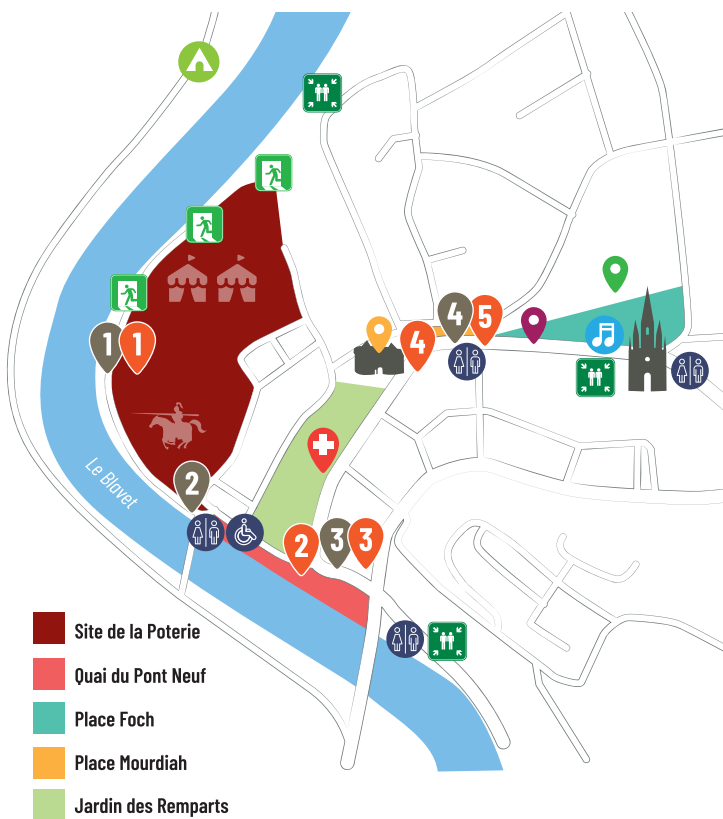 4
5
4
1
1
2
Le Blavet
2
3
3
Site de la Poterie
Quai du Pont Neuf
Place Foch
Place Mourdiah
Jardin des Remparts